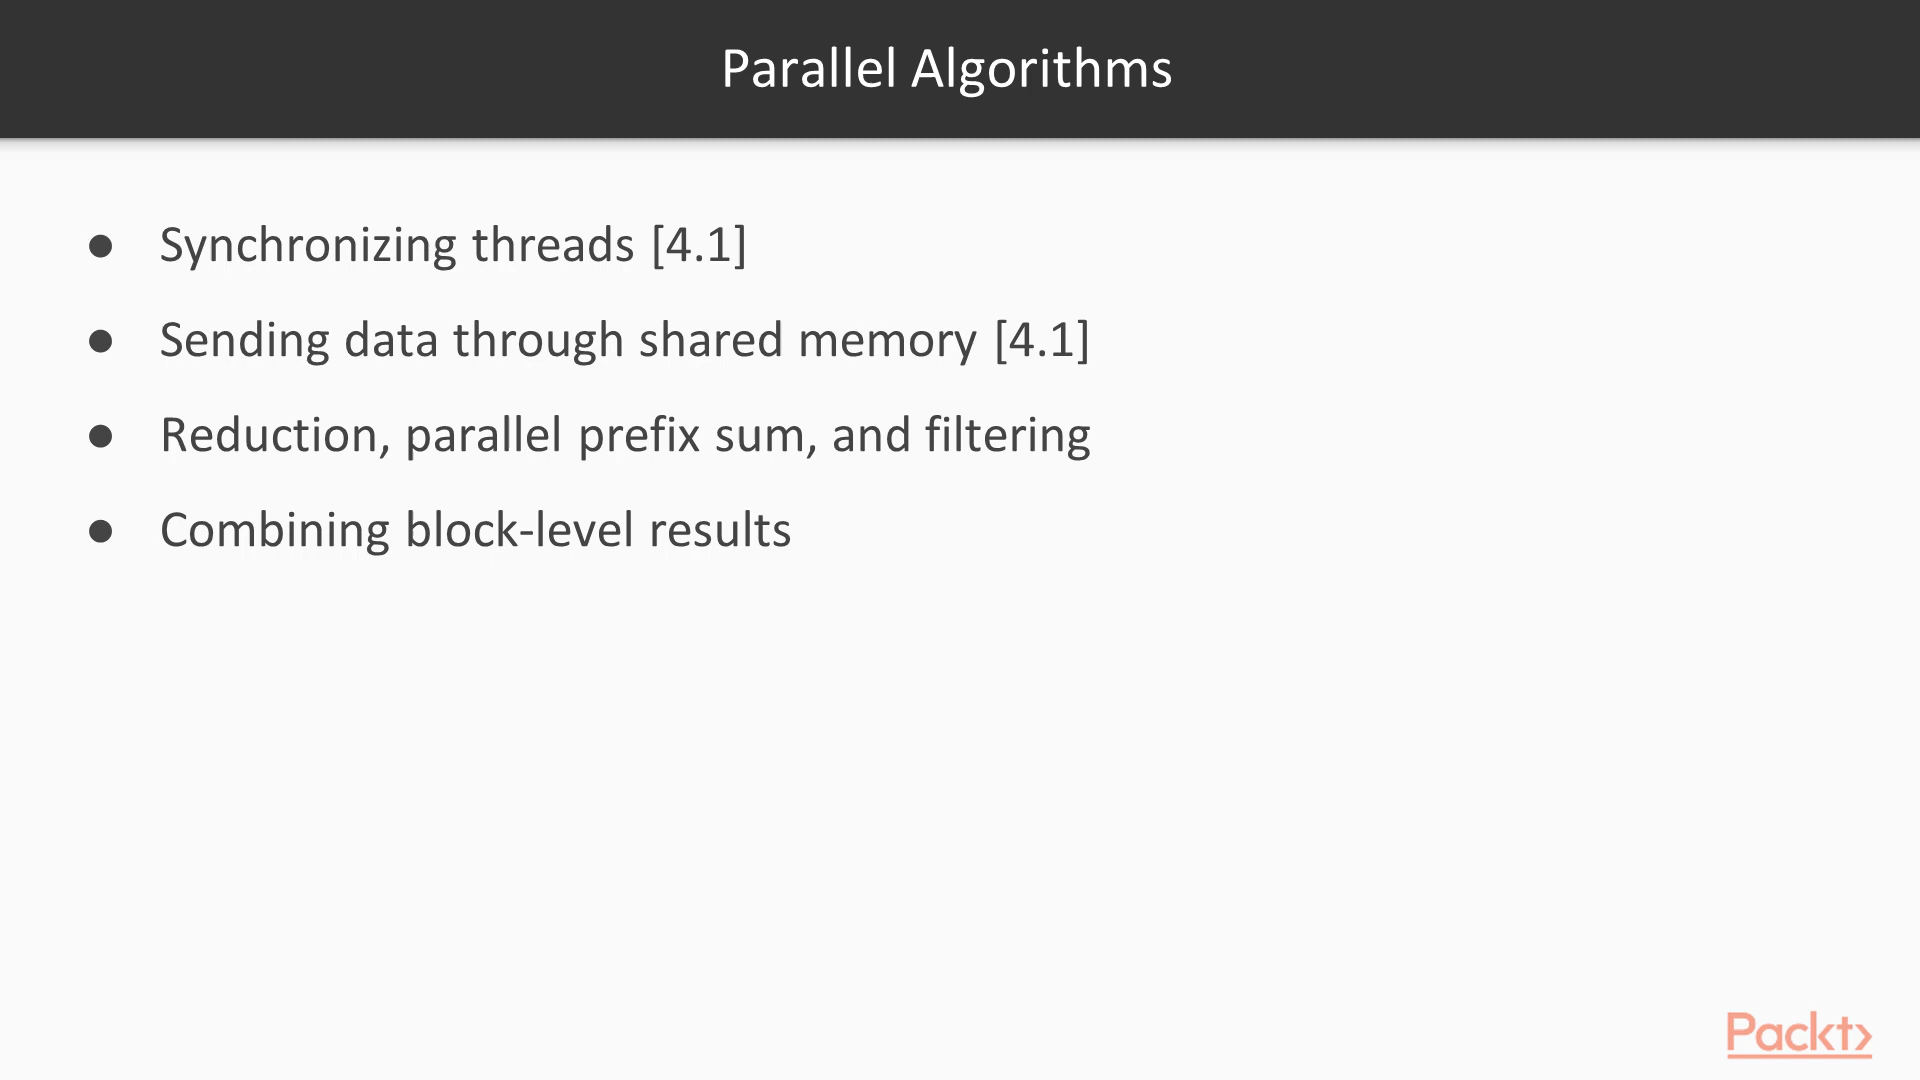 Parallel Algorithms
● Synchronizing threads [4.1]
● Sending data through shared memory [4.1]
● Reduction, parallel prefix sum, and filtering
● Combining block-level results
Packt>